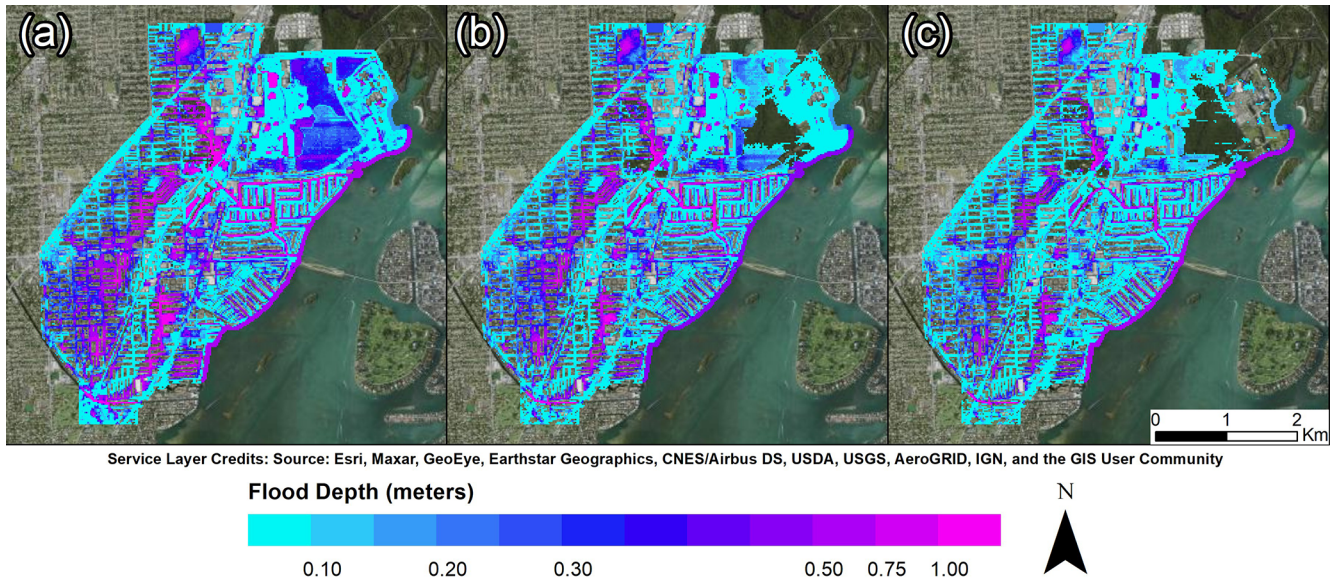 (a) (b) (c)
0 1 2
Km
Service Layer Credits: Source: Esri, Maxar, GeoEye, Earthstar Geographics, CNES/Airbus DS, USDA, USGS, AeroGRID, IGN, and the GIS User Community
Flood Depth (meters)
N
0.10 0.20 0.30 0.50 0.75 1.00